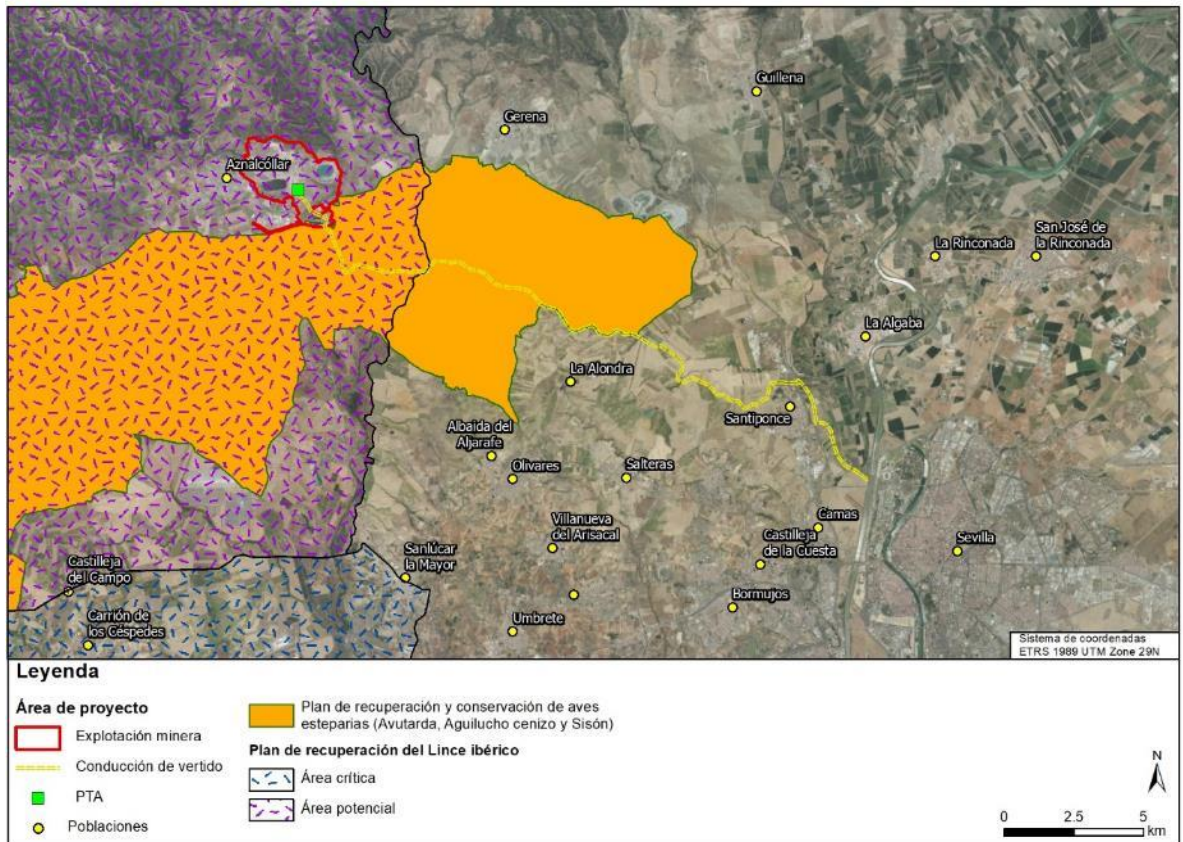 Guillena
Gerena
Aznalcóllar
San José de
la Rinconada
La Rinconada
La Algaba
La Alondra
Santiponce
Albaida del
Aljarafe
Olivares
Salteras
Villanueva
del Arisacal
Camas
Castilleja
de la Cuesta
Sevilla
Sanlúcar
la Mayor
Castilleja
del Campo
Bormujos
Umbrete
Carrión de
los Céspedes
Sistema de coordenadas
ETRS 1989 UTM Zone 29N
Leyenda
Área de proyecto
Explotación minera
Conducción de vertido
PTA
Poblaciones
Plan de recuperación y conservación de aves
esteparias (Avutarda, Aguilucho cenizo y Sisón)
Plan de recuperación del Lince ibérico
Área crítica
Área potencial
N
0 2.5 5
km